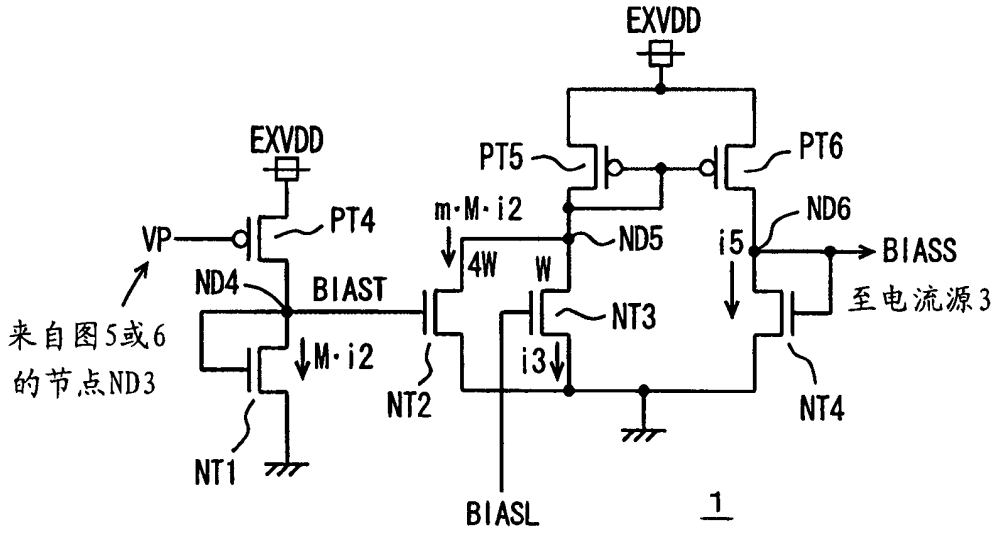 EXVDD
PT5
PT6
EXVDD
m·M·i2
ND6
PT4
VP
ND5
i5
BIASS
4W
W
ND4
BIAST
至电流源3
NT3
来自图5或6
的节点ND3
M·i2
i3
NT2
NT4
NT1
BIASL
1